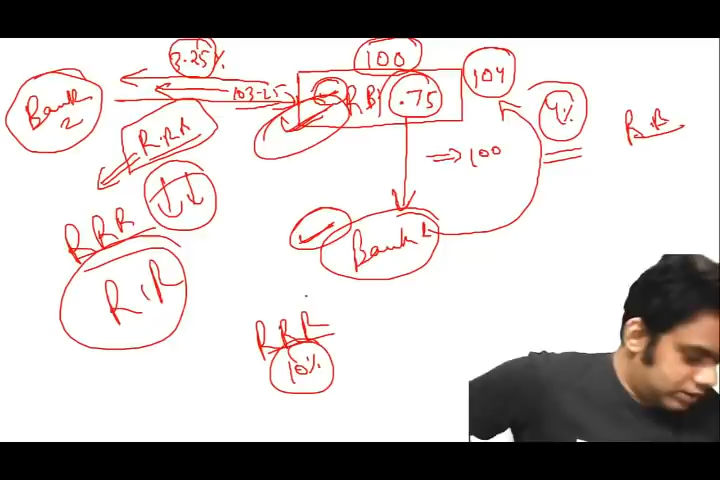 3.25%
100
104
103-25
RBI
.75
4%
R.R
Bank
2
R.R.R
⇒100
RRR
↓↓
Bank 1
R.R
RRR
10%